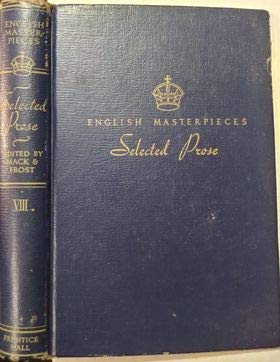 ENGLISH
MASTER-
PIECES
Selected
Prose
EDITED BY
MACK &
FROST
VIII
PRENTICE
HALL
ENGLISH MASTERPIECES
Selected Prose